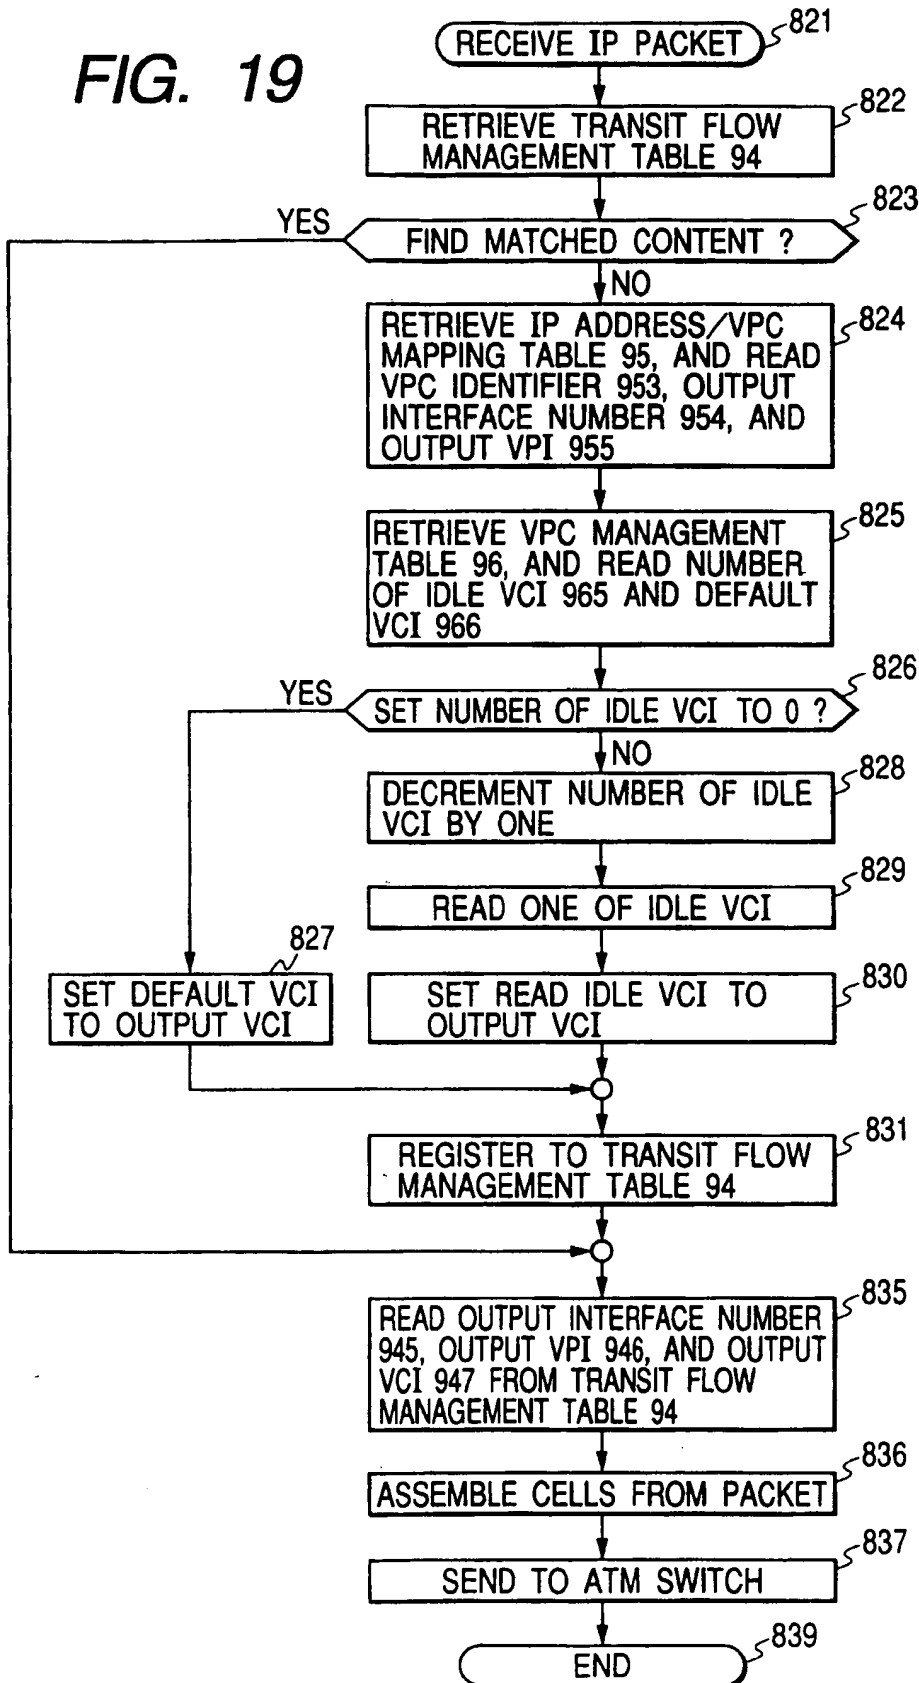 FIG. 19
RECEIVE IP PACKET
821
RETRIEVE TRANSIT FLOW
MANAGEMENT TABLE 94
822
823
YES
FIND MATCHED CONTENT ?
NO
RETRIEVE IP ADDRESS/VPC
MAPPING TABLE 95, AND READ
VPC IDENTIFIER 953, OUTPUT
INTERFACE NUMBER 954, AND
OUTPUT VPI 955
824
RETRIEVE VPC MANAGEMENT
TABLE 96, AND READ NUMBER
OF IDLE VCI 965 AND DEFAULT
VCI 966
825
826
YES
SET NUMBER OF IDLE VCI TO 0 ?
NO
DECREMENT NUMBER OF IDLE
VCI BY ONE
828
READ ONE OF IDLE VCI
829
827
SET DEFAULT VCI
TO OUTPUT VCI
SET READ IDLE VCI TO
OUTPUT VCI
830
REGISTER TO TRANSIT FLOW
MANAGEMENT TABLE 94
831
READ OUTPUT INTERFACE NUMBER
945, OUTPUT VPI 946, AND OUTPUT
VCI 947 FROM TRANSIT FLOW
MANAGEMENT TABLE 94
835
ASSEMBLE CELLS FROM PACKET
836
SEND TO ATM SWITCH
837
END
839